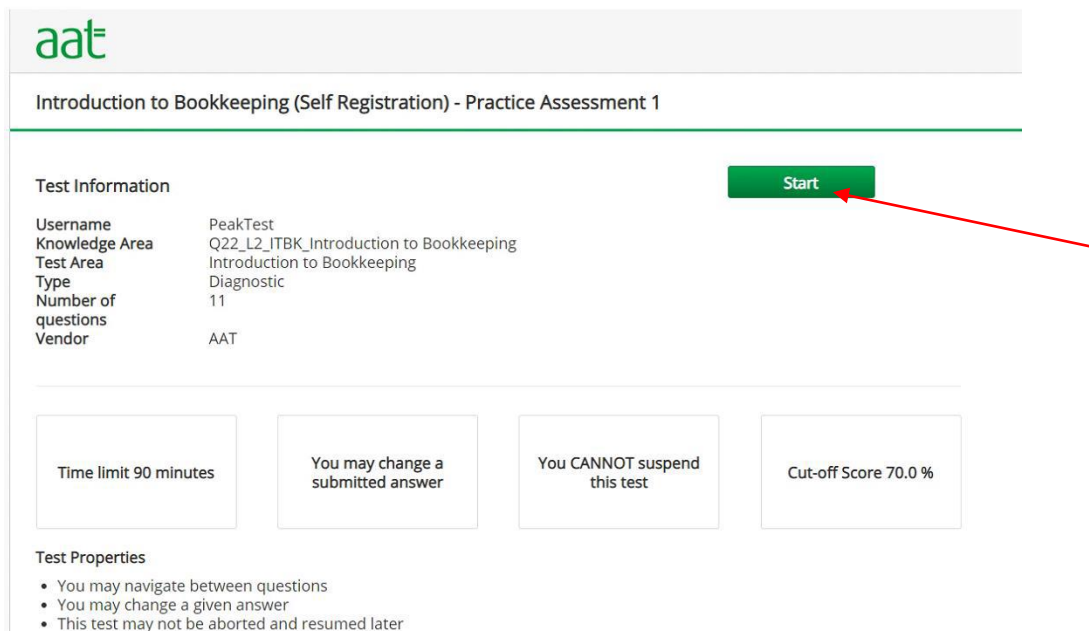 aat
Introduction to Bookkeeping (Self Registration) - Practice Assessment 1
Test Information
Start
Username PeakTest
Knowledge Area Q22_L2_ITBK_Introduction to Bookkeeping
Test Area Introduction to Bookkeeping
Type Diagnostic
Number of 11
questions
Vendor AAT
Time limit 90 minutes
You may change a
submitted answer
You CANNOT suspend
this test
Cut-off Score 70.0 %
Test Properties
• You may navigate between questions
• You may change a given answer
• This test may not be aborted and resumed later